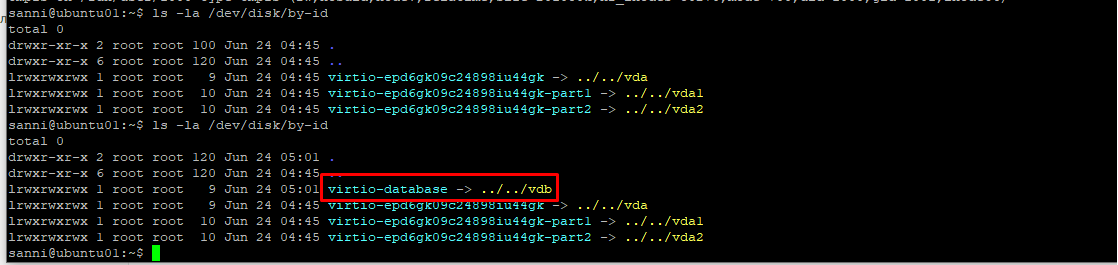 sanni@ubuntu01:~$ ls -la /dev/disk/by-id
total 0
drwxr-xr-x 2 root root 100 Jun 24 04:45 .
drwxr-xr-x 6 root root 120 Jun 24 04:45 ..
lrwxrwxrwx 1 root root   9 Jun 24 04:45 virtio-epd6gk09c24898iu44gk -> ../../vda
lrwxrwxrwx 1 root root  10 Jun 24 04:45 virtio-epd6gk09c24898iu44gk-part1 -> ../../vda1
lrwxrwxrwx 1 root root  10 Jun 24 04:45 virtio-epd6gk09c24898iu44gk-part2 -> ../../vda2
sanni@ubuntu01:~$ ls -la /dev/disk/by-id
total 0
drwxr-xr-x 2 root root 120 Jun 24 05:01 .
drwxr-xr-x 6 root root 120 Jun 24 04:45 ..
lrwxrwxrwx 1 root root   9 Jun 24 05:01 virtio-database -> ../../vdb
lrwxrwxrwx 1 root root   9 Jun 24 04:45 virtio-epd6gk09c24898iu44gk -> ../../vda
lrwxrwxrwx 1 root root  10 Jun 24 04:45 virtio-epd6gk09c24898iu44gk-part1 -> ../../vda1
lrwxrwxrwx 1 root root  10 Jun 24 04:45 virtio-epd6gk09c24898iu44gk-part2 -> ../../vda2
sanni@ubuntu01:~$